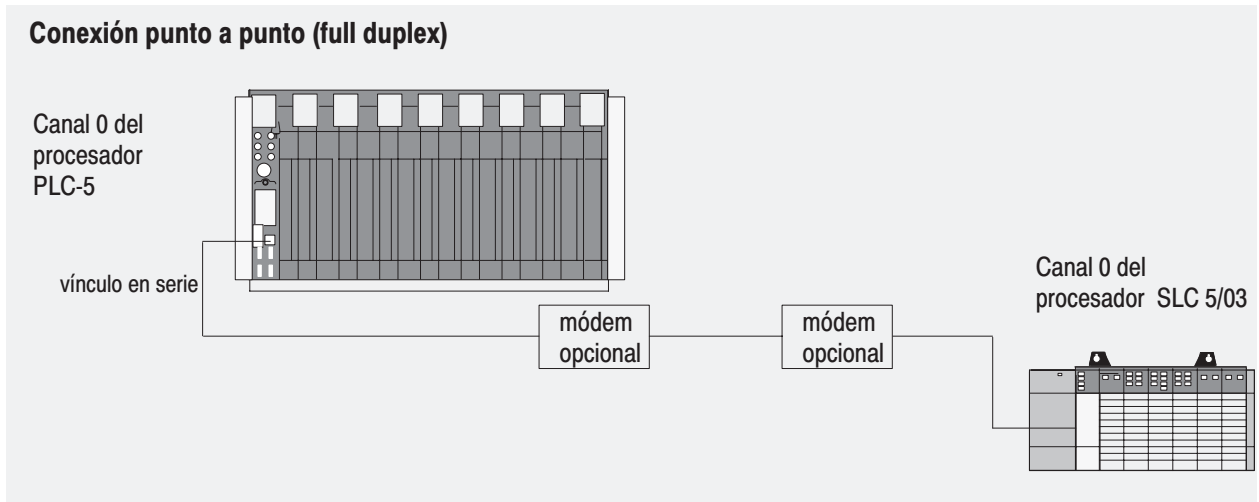 Conexión punto a punto (full duplex)
Canal 0 del
procesador
PLC-5
vínculo en serie
módem
opcional
módem
opcional
Canal 0 del
procesador SLC 5/03